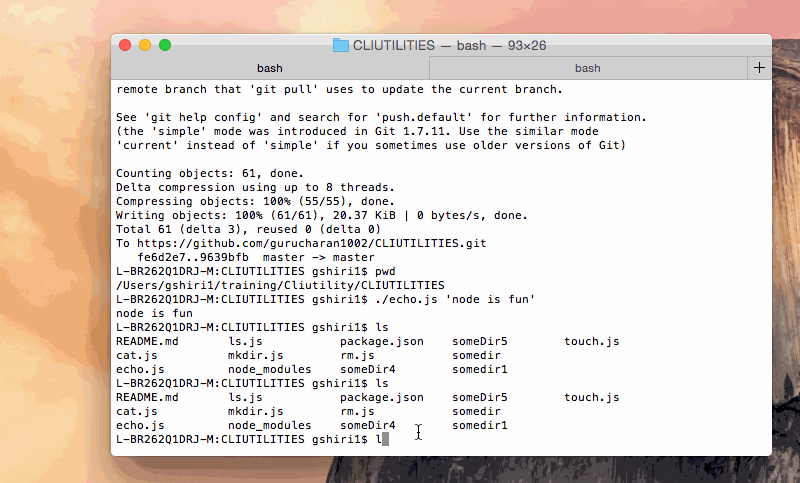 CLIUTILITIES — bash — 93×26
bash bash +
remote branch that 'git pull' uses to update the current branch.
See 'git help config' and search for 'push.default' for further information.
(the 'simple' mode was introduced in Git 1.7.11. Use the similar mode
'current' instead of 'simple' if you sometimes use older versions of Git)
Counting objects: 61, done.
Delta compression using up to 8 threads.
Compressing objects: 100% (55/55), done.
Writing objects: 100% (61/61), 20.37 KiB | 0 bytes/s, done.
Total 61 (delta 3), reused 0 (delta 0)
To https://github.com/gurucharan1002/CLIUTILITIES.git
   fe6d2e7..9639bfb  master -> master
L-BR262Q1DRJ-M:CLIUTILITIES gshiri1$ pwd
/Users/gshiri1/training/Cliutility/CLIUTILITIES
L-BR262Q1DRJ-M:CLIUTILITIES gshiri1$ ./echo.js 'node is fun'
node is fun
L-BR262Q1DRJ-M:CLIUTILITIES gshiri1$ ls
README.md ls.js package.json someDir5 touch.js
cat.js mkdir.js rm.js somedir
echo.js node_modules someDir4 somedir1
L-BR262Q1DRJ-M:CLIUTILITIES gshiri1$ ls
README.md ls.js package.json someDir5 touch.js
cat.js mkdir.js rm.js somedir
echo.js node_modules someDir4 somedir1
L-BR262Q1DRJ-M:CLIUTILITIES gshiri1$ l